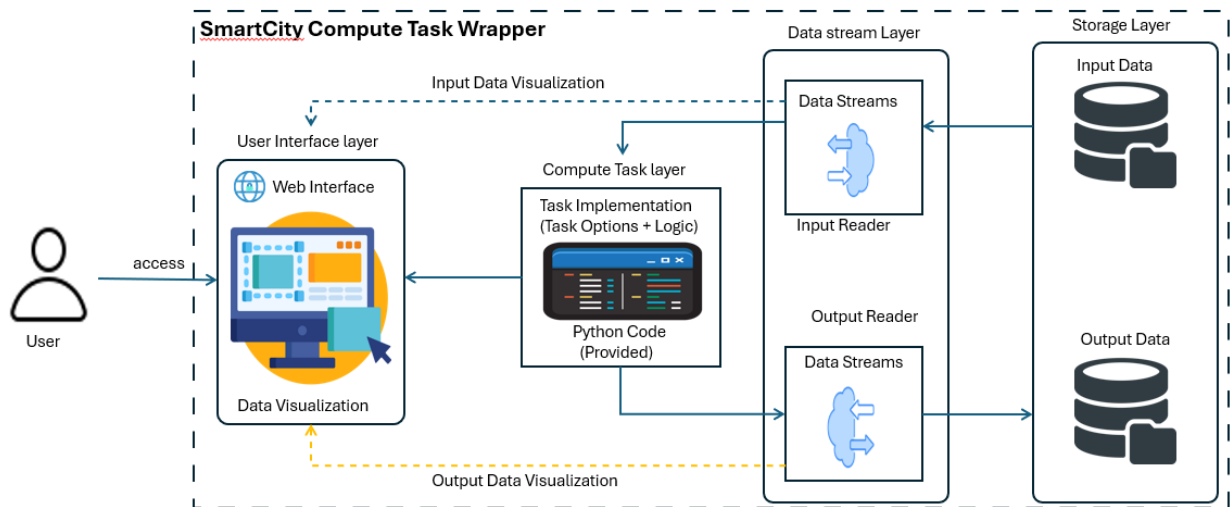 SmartCity Compute Task Wrapper
Data stream Layer
Storage Layer
Input Data Visualization
Data Streams
Input Data
User Interface layer
Compute Task layer
Web Interface
Task Implementation
(Task Options + Logic)
Input Reader
access
User
Python Code
(Provided)
Output Reader
Output Data
Data Streams
Data Visualization
Output Data Visualization